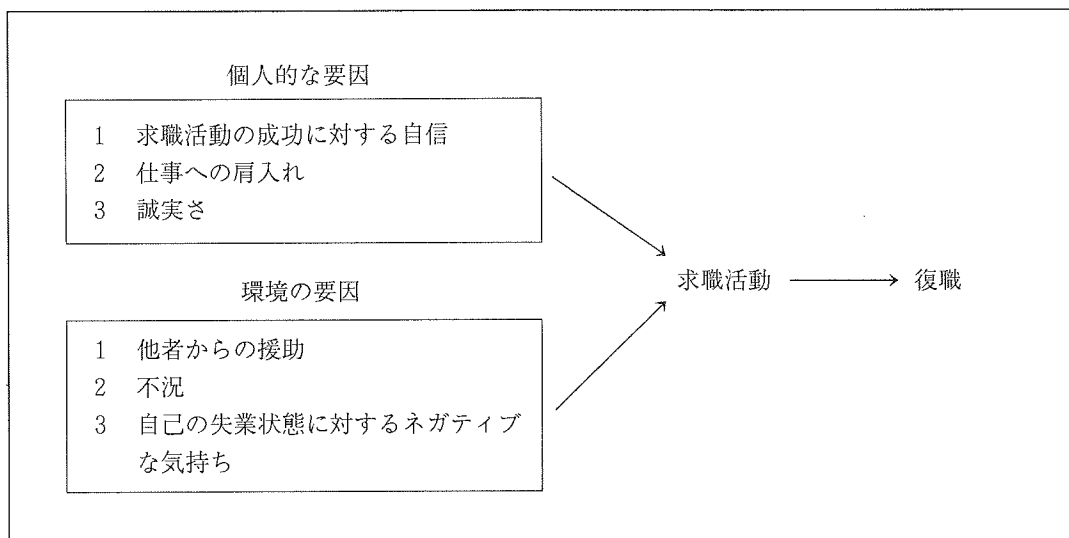 個人的な要因
1 求職活動の成功に対する自信
2 仕事への肩入れ
3 誠実さ
環境の要因
1 他者からの援助
2 不況
3 自己の失業状態に対するネガティブ
な気持ち
求職活動
復職